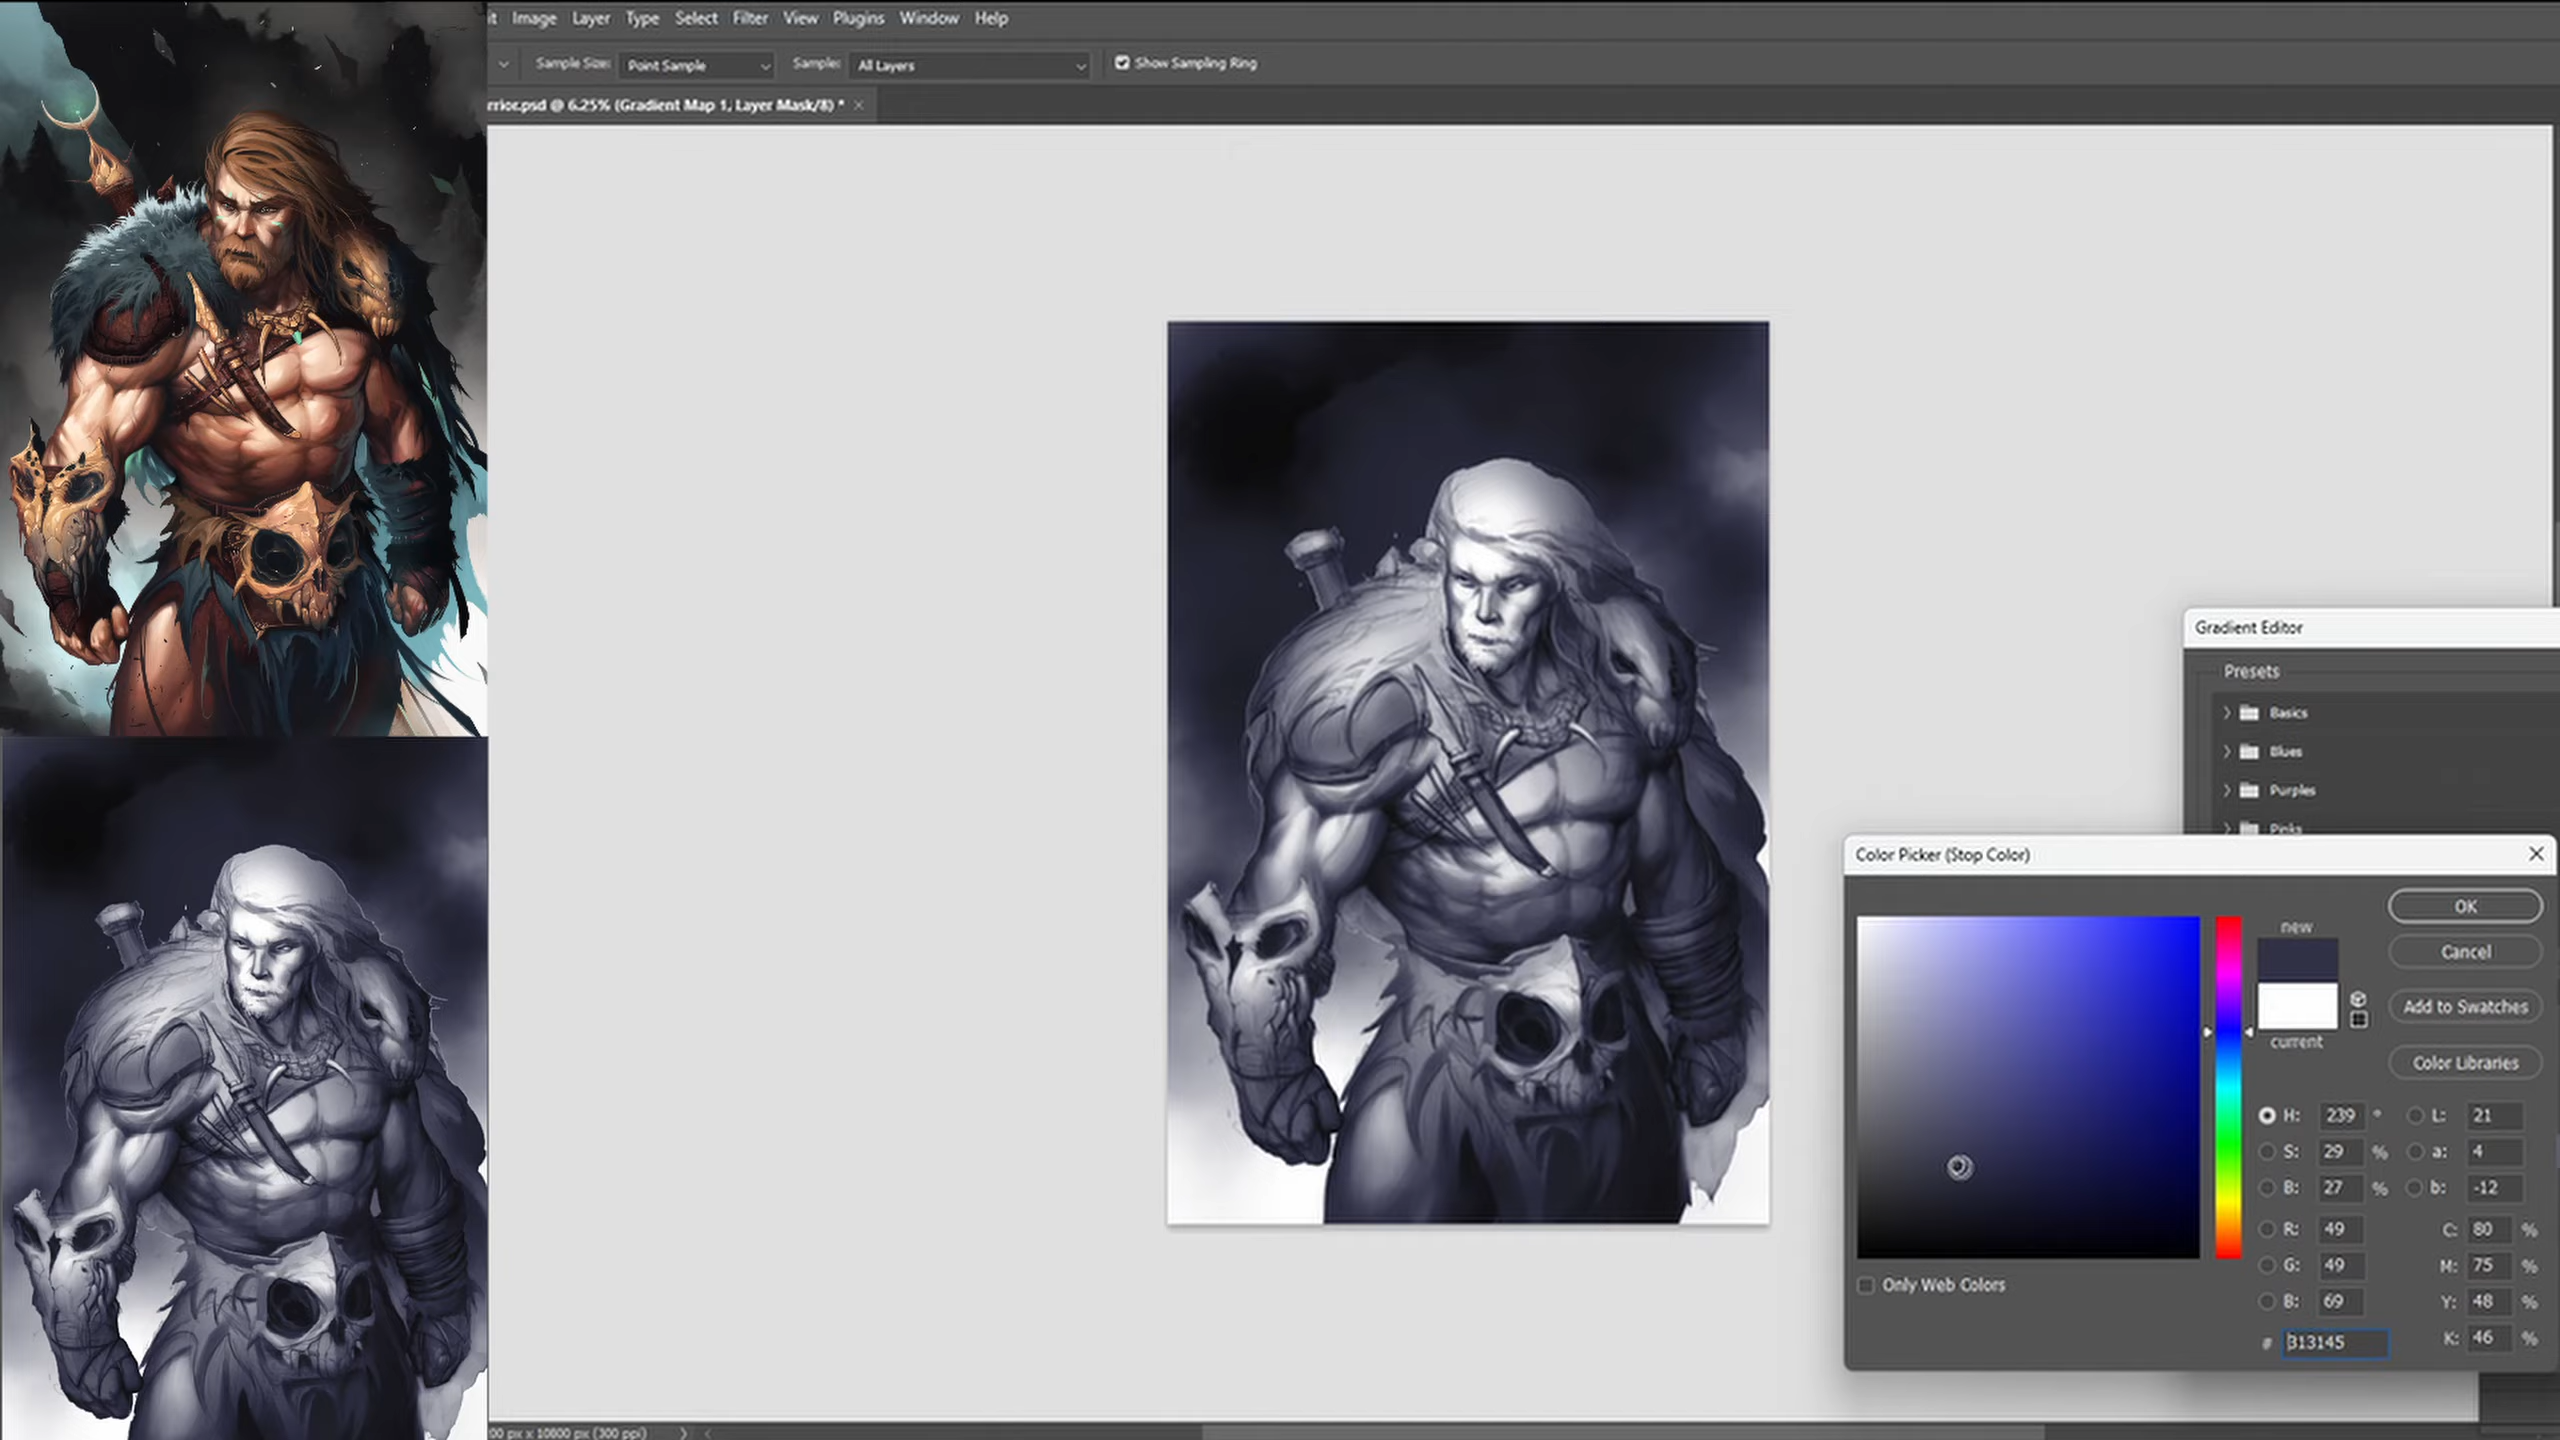 it Image Layer Type Select Filter View Plugins Window Help
Sample Size: Point Sample Sample: All Layers Show Sampling Ring
rrior.psd @ 6.25% (Gradient Map 1, Layer Mask/8) * ×
Gradient Editor
Presets
Basics
Blues
Purples
Pinks
Color Picker (Stop Color)
new
current
OK
Cancel
Add to Swatches
Color Libraries
H: 239 ° L: 21
S: 29 % a: 4
B: 27 % b: -12
R: 49 C: 80 %
G: 49 M: 75 %
B: 69 Y: 48 %
# 313145 K: 46 %
Only Web Colors
00 px x 10800 px (300 ppi)